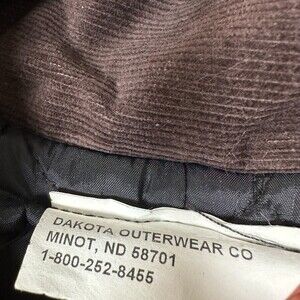 DAKOTA OUTERWEAR CO
MINOT, ND 58701
1-800-252-8455